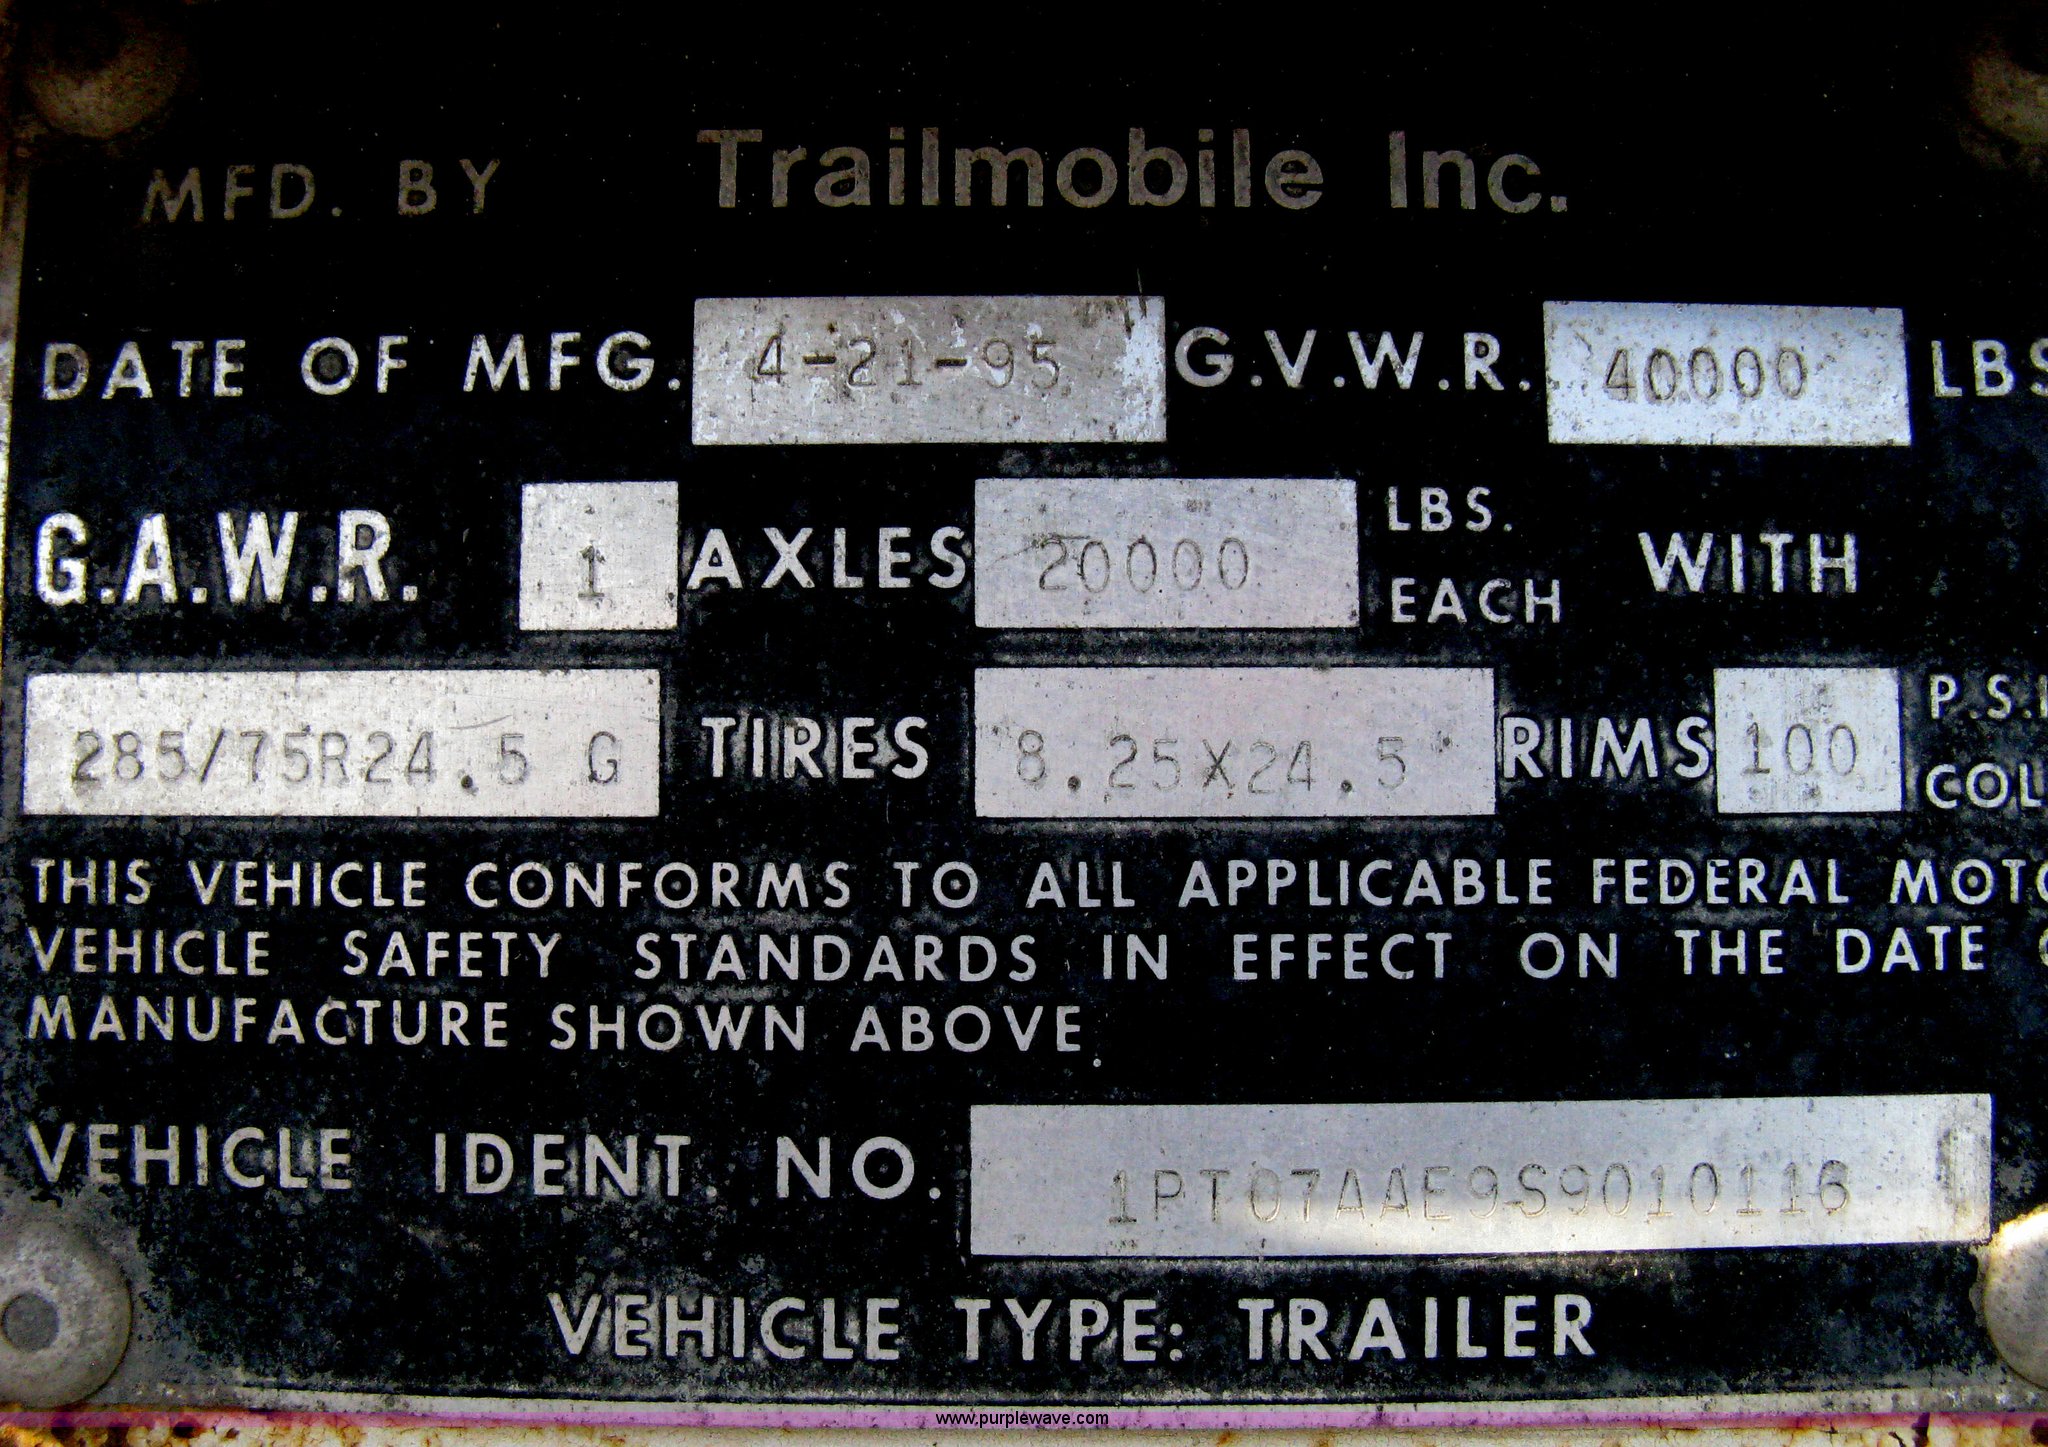 MFD. BY Trailmobile Inc.
DATE OF MFG. 4-21-95 G.V.W.R. 40000 LBS
G.A.W.R. 1 AXLES 20000 LBS. EACH WITH
285/75R24.5 G TIRES 8.25X24.5 RIMS 100 P.S.I COL
THIS VEHICLE CONFORMS TO ALL APPLICABLE FEDERAL MOTO
VEHICLE SAFETY STANDARDS IN EFFECT ON THE DATE
MANUFACTURE SHOWN ABOVE.
VEHICLE IDENT. NO. 1PT07AAE9S9010116
VEHICLE TYPE: TRAILER
www.purplewave.com